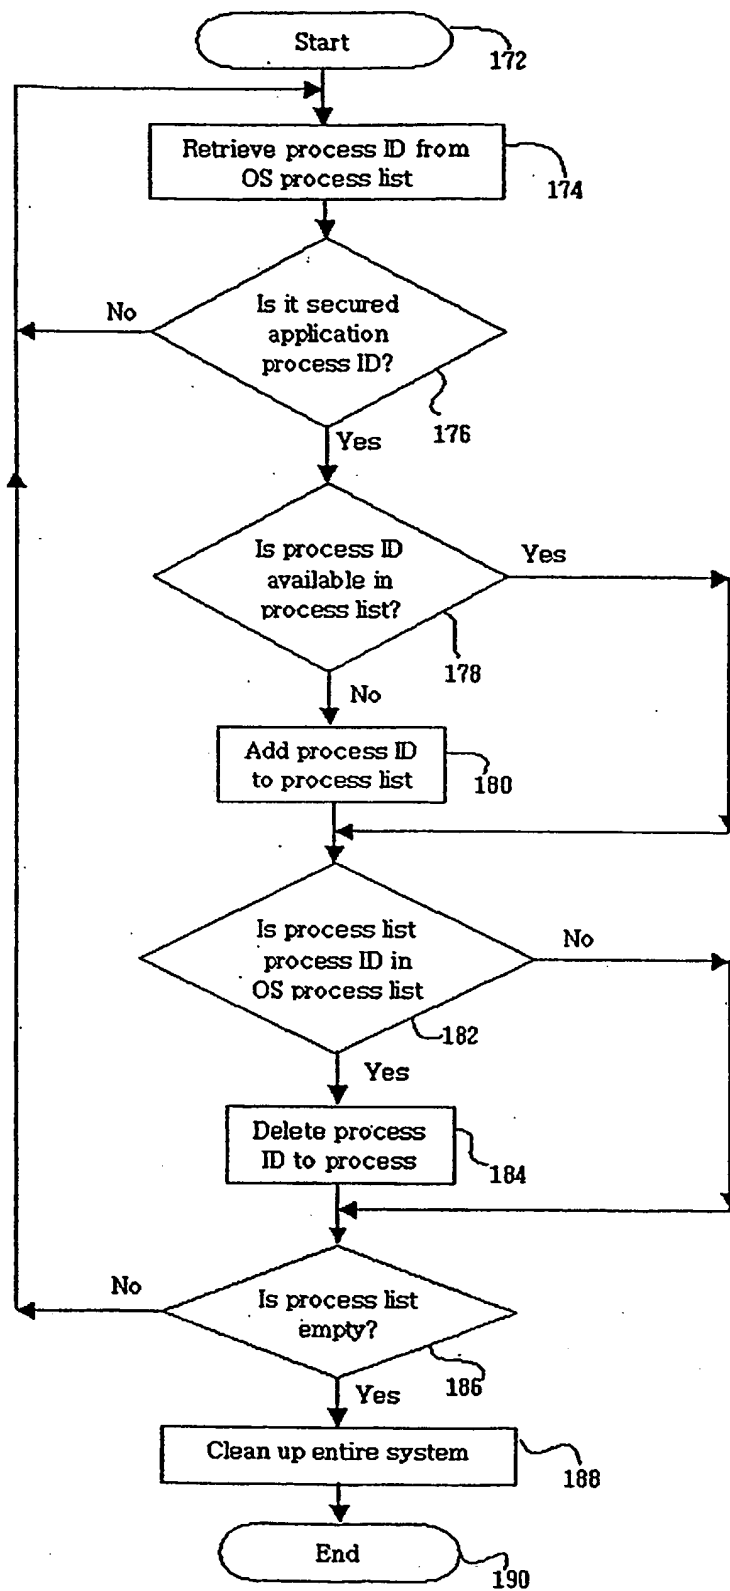 Start
172
Retrieve process ID from
OS process list
174
Is it secured
application
process ID?
No
176
Yes
Is process ID
available in
process list?
Yes
178
No
Add process ID
to process list
180
Is process list
process ID in
OS process list
No
182
Yes
Delete process
ID to process
184
No
Is process list
empty?
186
Yes
Clean up entire system
188
End
190